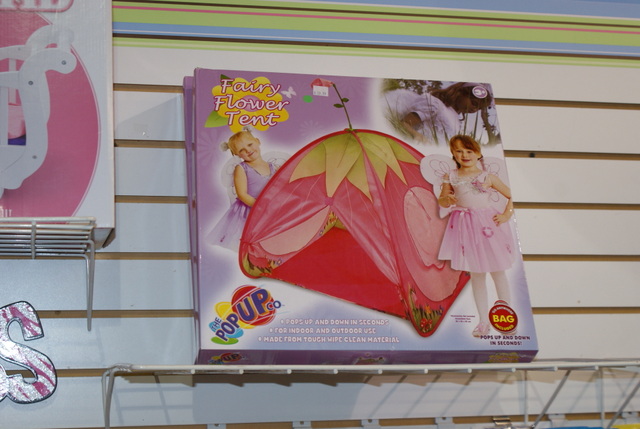 Fairy
Flower
Tent
THE
POP UP
CO.
• POPS UP AND DOWN IN SECONDS
• FOR INDOOR AND OUTDOOR USE
• MADE FROM TOUGH WIPE CLEAN MATERIAL
BAG
POPS UP AND DOWN
IN SECONDS!
S